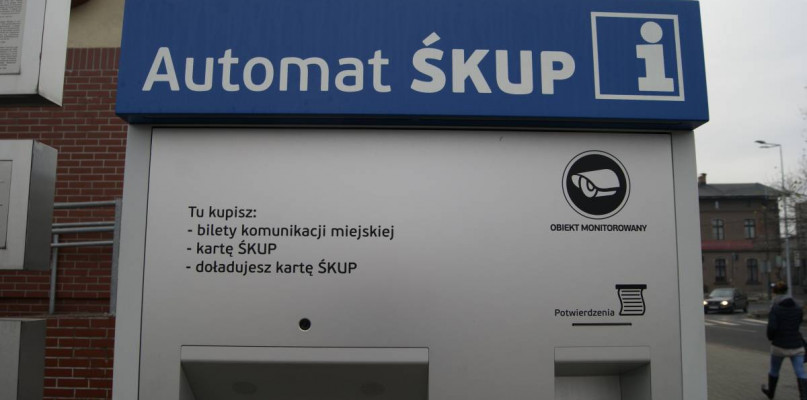 Automat ŚKUP i
Tu kupisz:
- bilety komunikacji miejskiej
- kartę ŚKUP
- doładujesz kartę ŚKUP
OBIEKT MONITOROWANY
Potwierdzenia